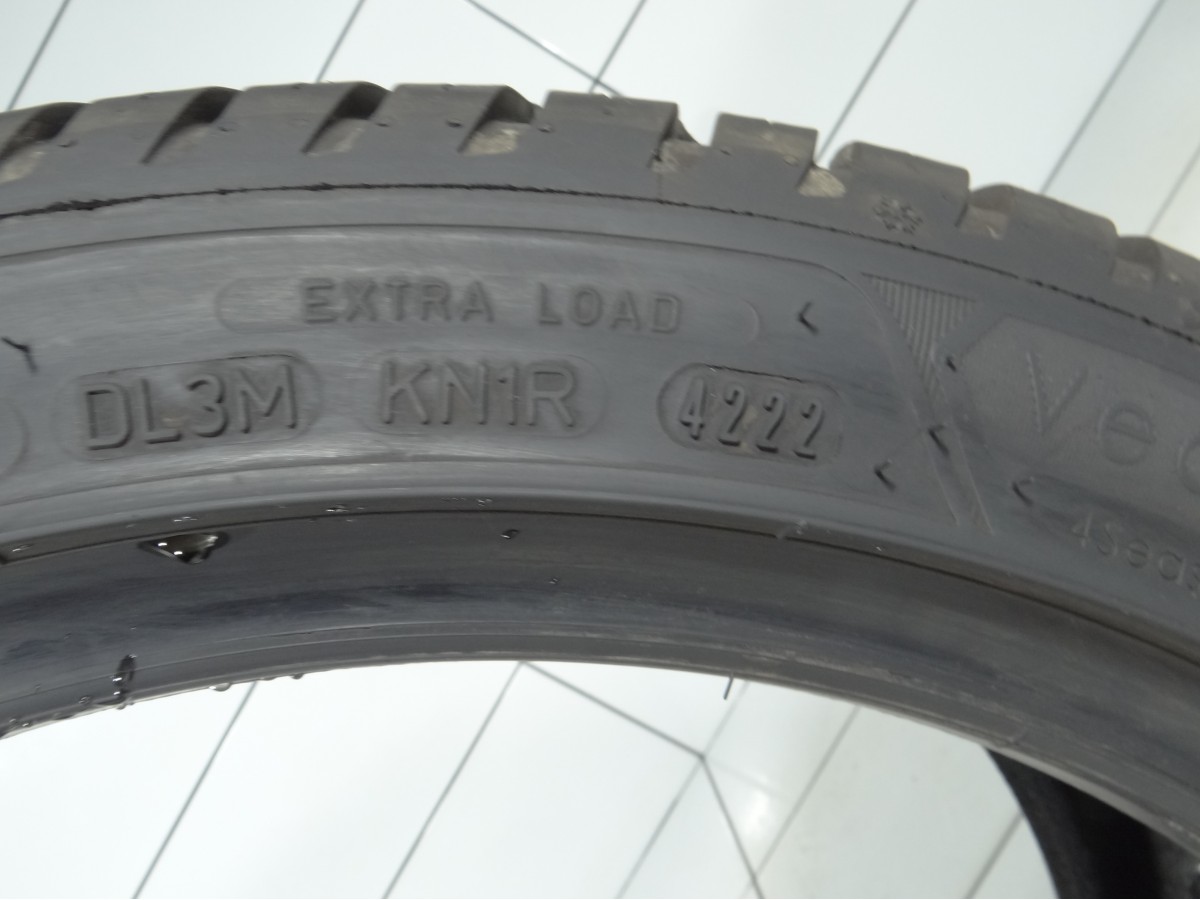 EXTRA LOAD
DL3M KN1R 4222